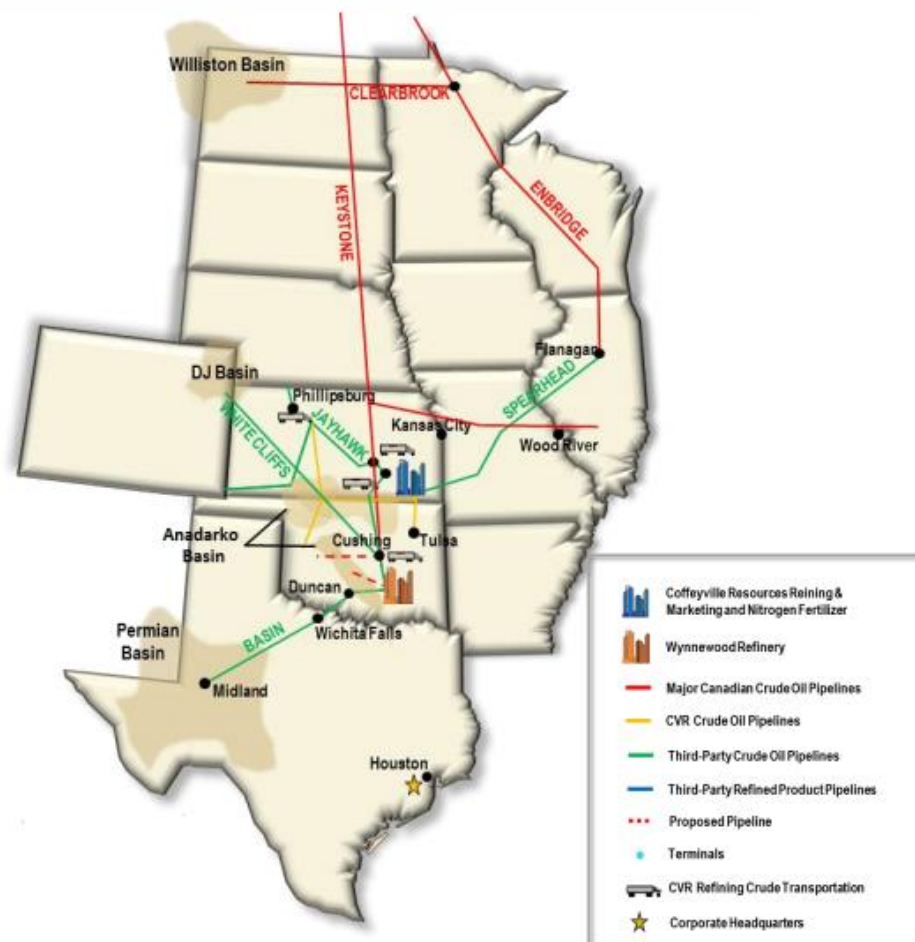 Williston Basin
CLEARBROOK
KEYSTONE
ENBRIDGE
DJ Basin
Flanagan
Phillipsburg
SPEARHEAD
WHITE CLIFFS
JAYHAWK
Kansas City
Wood River
Anadarko
Basin
Cushing
Tulsa
Duncan
Permian
Basin
BASIN
Wichita Falls
Midland
Houston
Coffeyville Resources Reining &
Marketing and Nitrogen Fertilizer
Wynnewood Refinery
Major Canadian Crude Oil Pipelines
CVR Crude Oil Pipelines
Third-Party Crude Oil Pipelines
Third-Party Refined Product Pipelines
Proposed Pipeline
Terminals
CVR Refining Crude Transportation
Corporate Headquarters